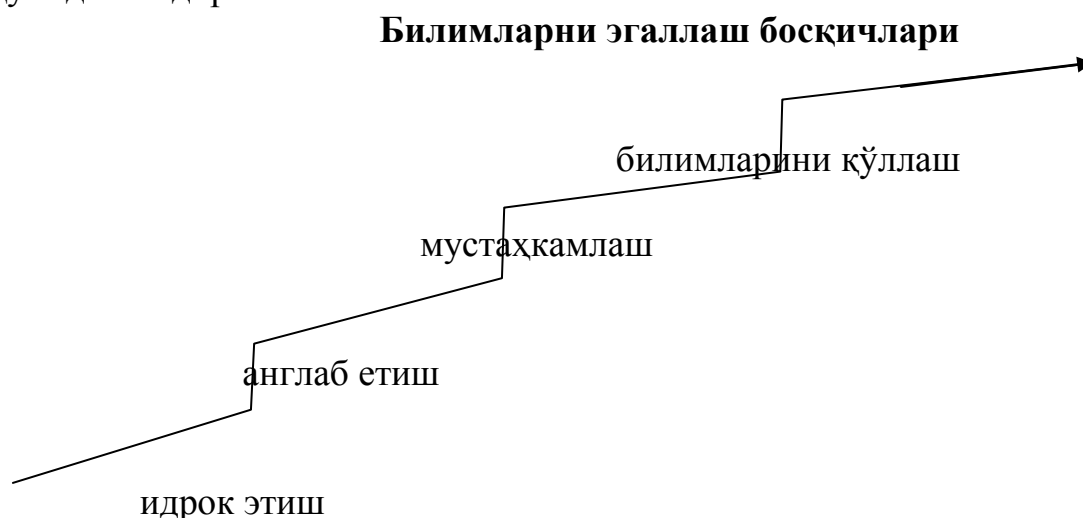 Билимларни эгаллаш босқичлари
билимларини қўллаш
мустаҳкамлаш
англаб етиш
идрок этиш